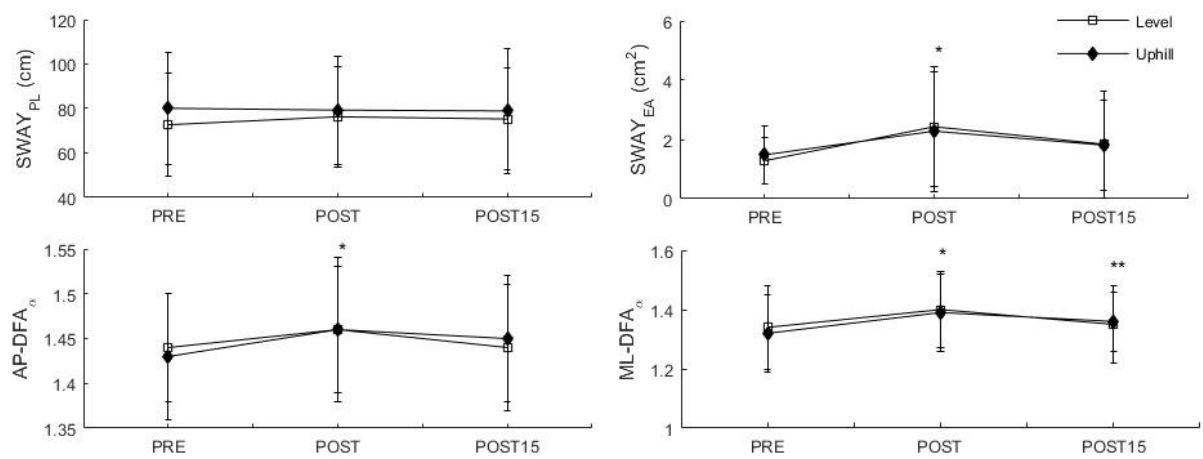 120
100
80
60
40
SWAY_PL (cm)
PRE POST POST15
6
4
2
0
SWAY_EA (cm²)
*
Level
Uphill
PRE POST POST15
1.55
1.5
1.45
1.4
1.35
AP-DFA_α
*
PRE POST POST15
1.6
1.4
1.2
1
ML-DFA_α
*
**
PRE POST POST15